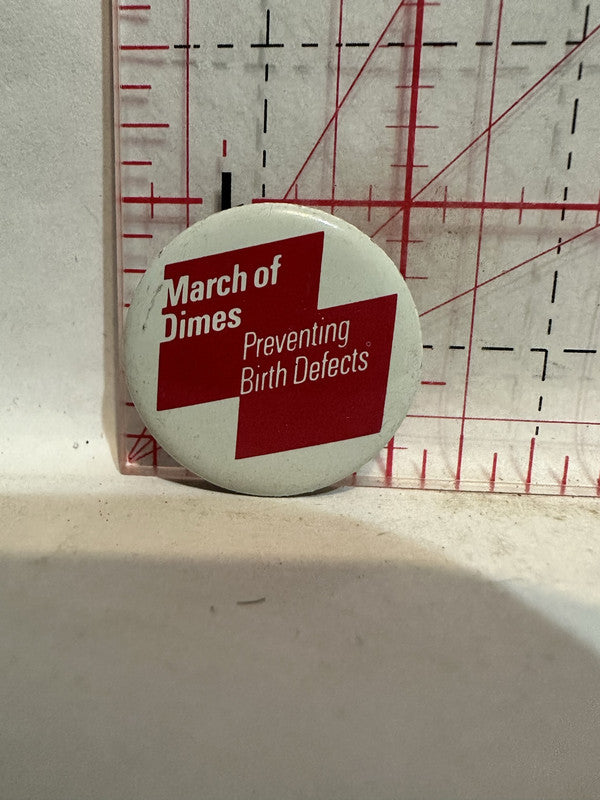 March of
Dimes
Preventing
Birth Defects